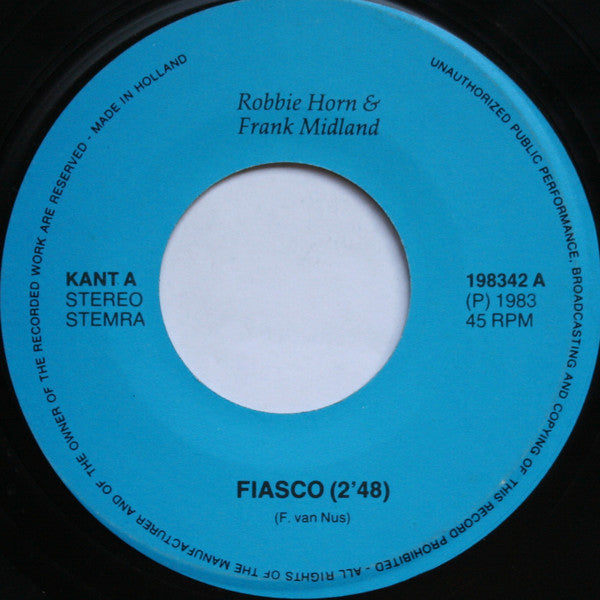 Robbie Horn &
Frank Midland
KANT A
STEREO
STEMRA
198342 A
(P) 1983
45 RPM
FIASCO (2'48)
(F. van Nus)
UNAUTHORIZED PUBLIC PERFORMANCE, BROADCASTING AND COPYING OF THIS RECORD PROHIBITED - ALL RIGHTS OF THE MANUFACTURER AND OF THE OWNER OF THE RECORDED WORK ARE RESERVED - MADE IN HOLLAND